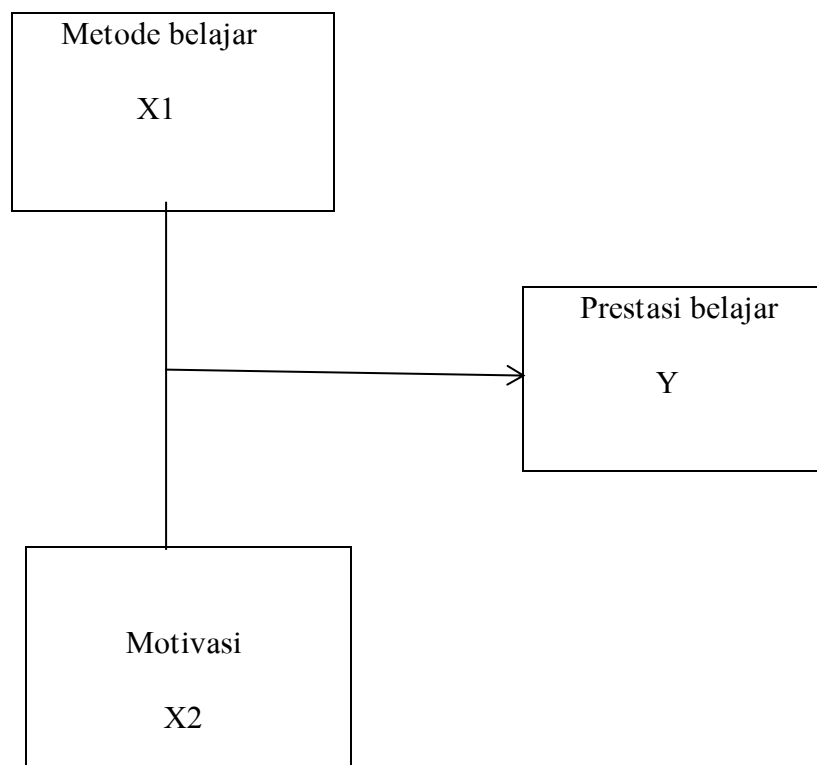 Metode belajar
X1
Prestasi belajar
Y
Motivasi
X2